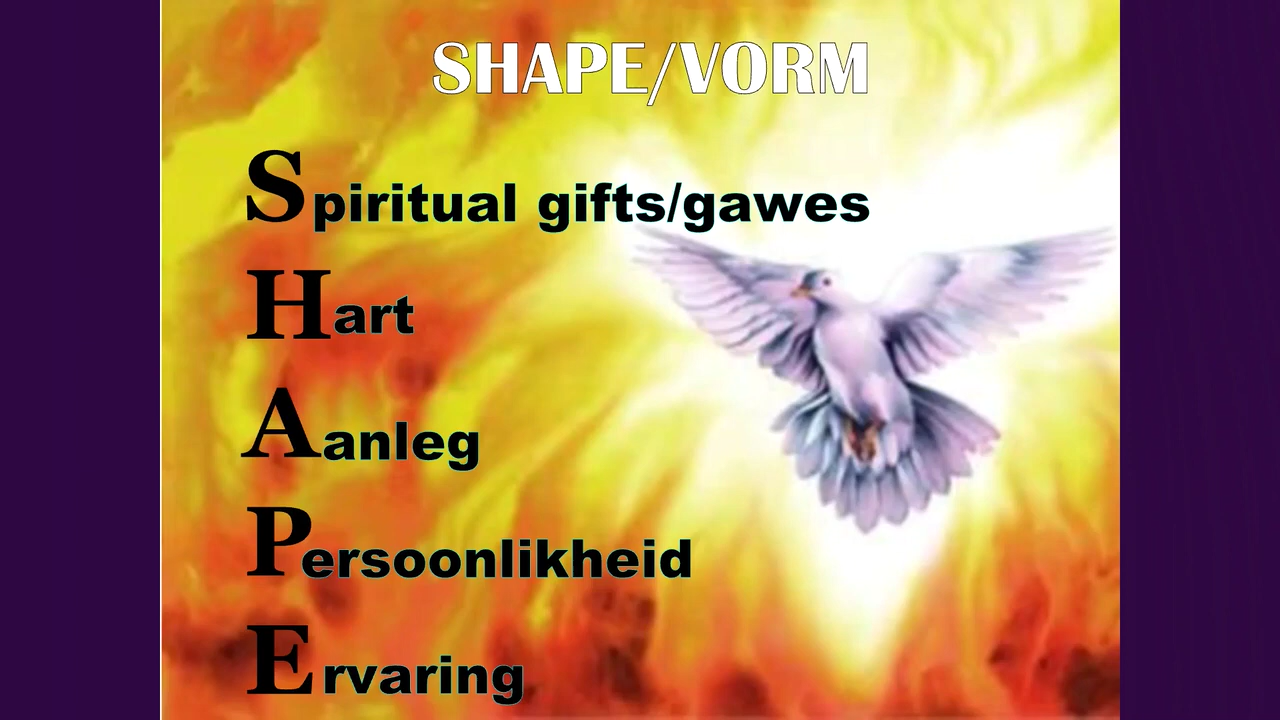 SHAPE/VORM
Spiritual gifts/gawes
Hart
Aanleg
Persoonlikheid
Ervaring